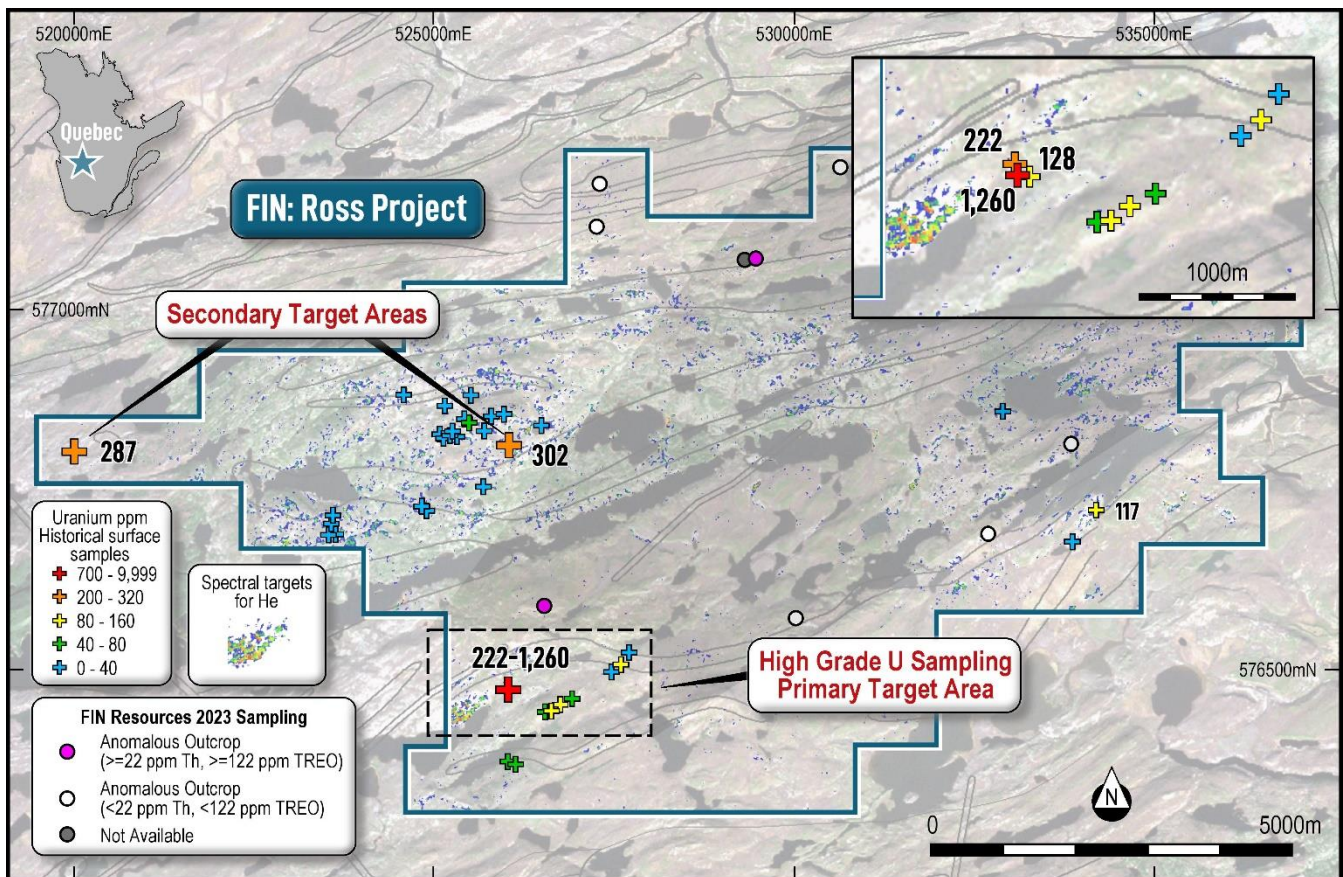 520000mE
525000mE
530000mE
535000mE
Quebec
FIN: Ross Project
222
128
1,260
1000m
577000mN
Secondary Target Areas
287
302
117
Uranium ppm
Historical surface
samples
700 - 9,999
200 - 320
80 - 160
40 - 80
0 - 40
Spectral targets
for He
222-1,260
High Grade U Sampling
Primary Target Area
576500mN
FIN Resources 2023 Sampling
Anomalous Outcrop
(>=22 ppm Th, >=122 ppm TREO)
Anomalous Outcrop
(<22 ppm Th, <122 ppm TREO)
Not Available
N
0
5000m